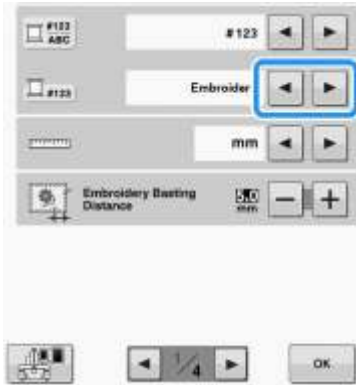 #123
ABC
#123
#123
Embroider
mm
Embroidery Basting
Distance
5.0
mm
1/4
OK